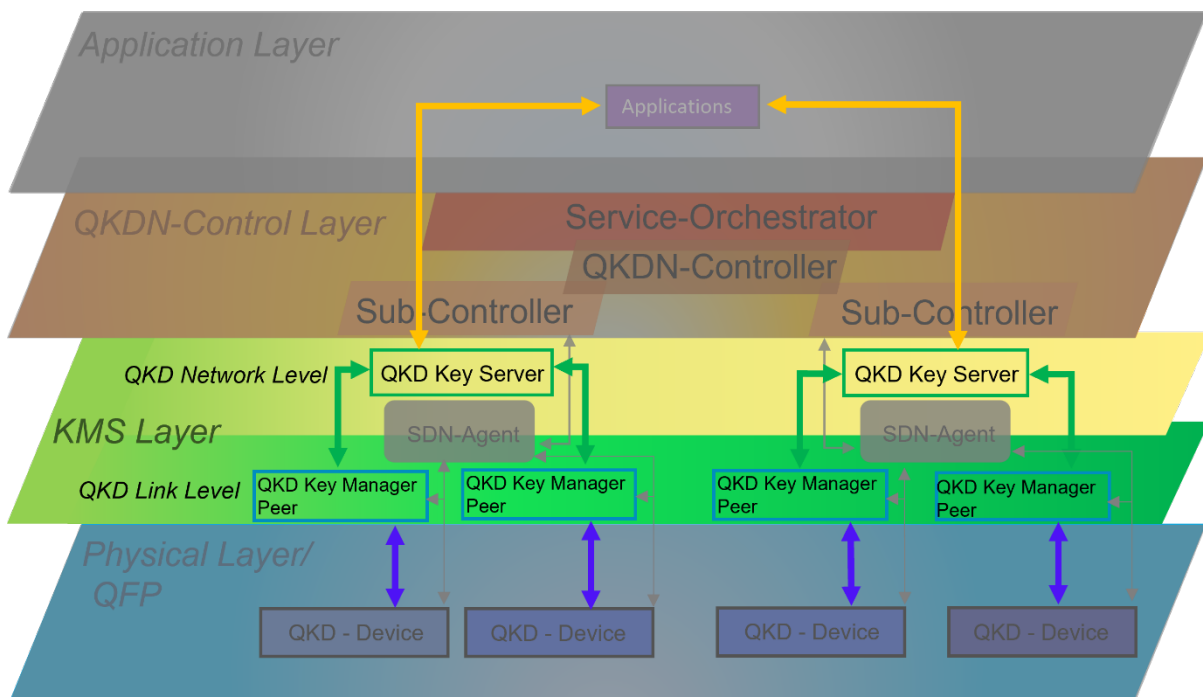 Application Layer
Applications
QKDN-Control Layer
Service-Orchestrator
QKDN-Controller
Sub-Controller
Sub-Controller
QKD Network Level
QKD Key Server
QKD Key Server
KMS Layer
SDN-Agent
SDN-Agent
QKD Link Level
QKD Key Manager
Peer
QKD Key Manager
Peer
QKD Key Manager
Peer
QKD Key Manager
Peer
Physical Layer/
QFP
QKD - Device
QKD - Device
QKD - Device
QKD - Device